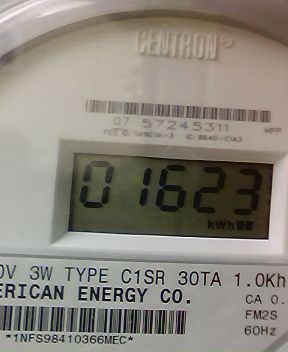 CENTRON®
07 57245311
HPP
01623
kWh
0V 3W TYPE C1SR 30TA 1.0Kh
ERICAN ENERGY CO.
CA 0.
FM2S
60Hz
*1NFS98410366MEC*